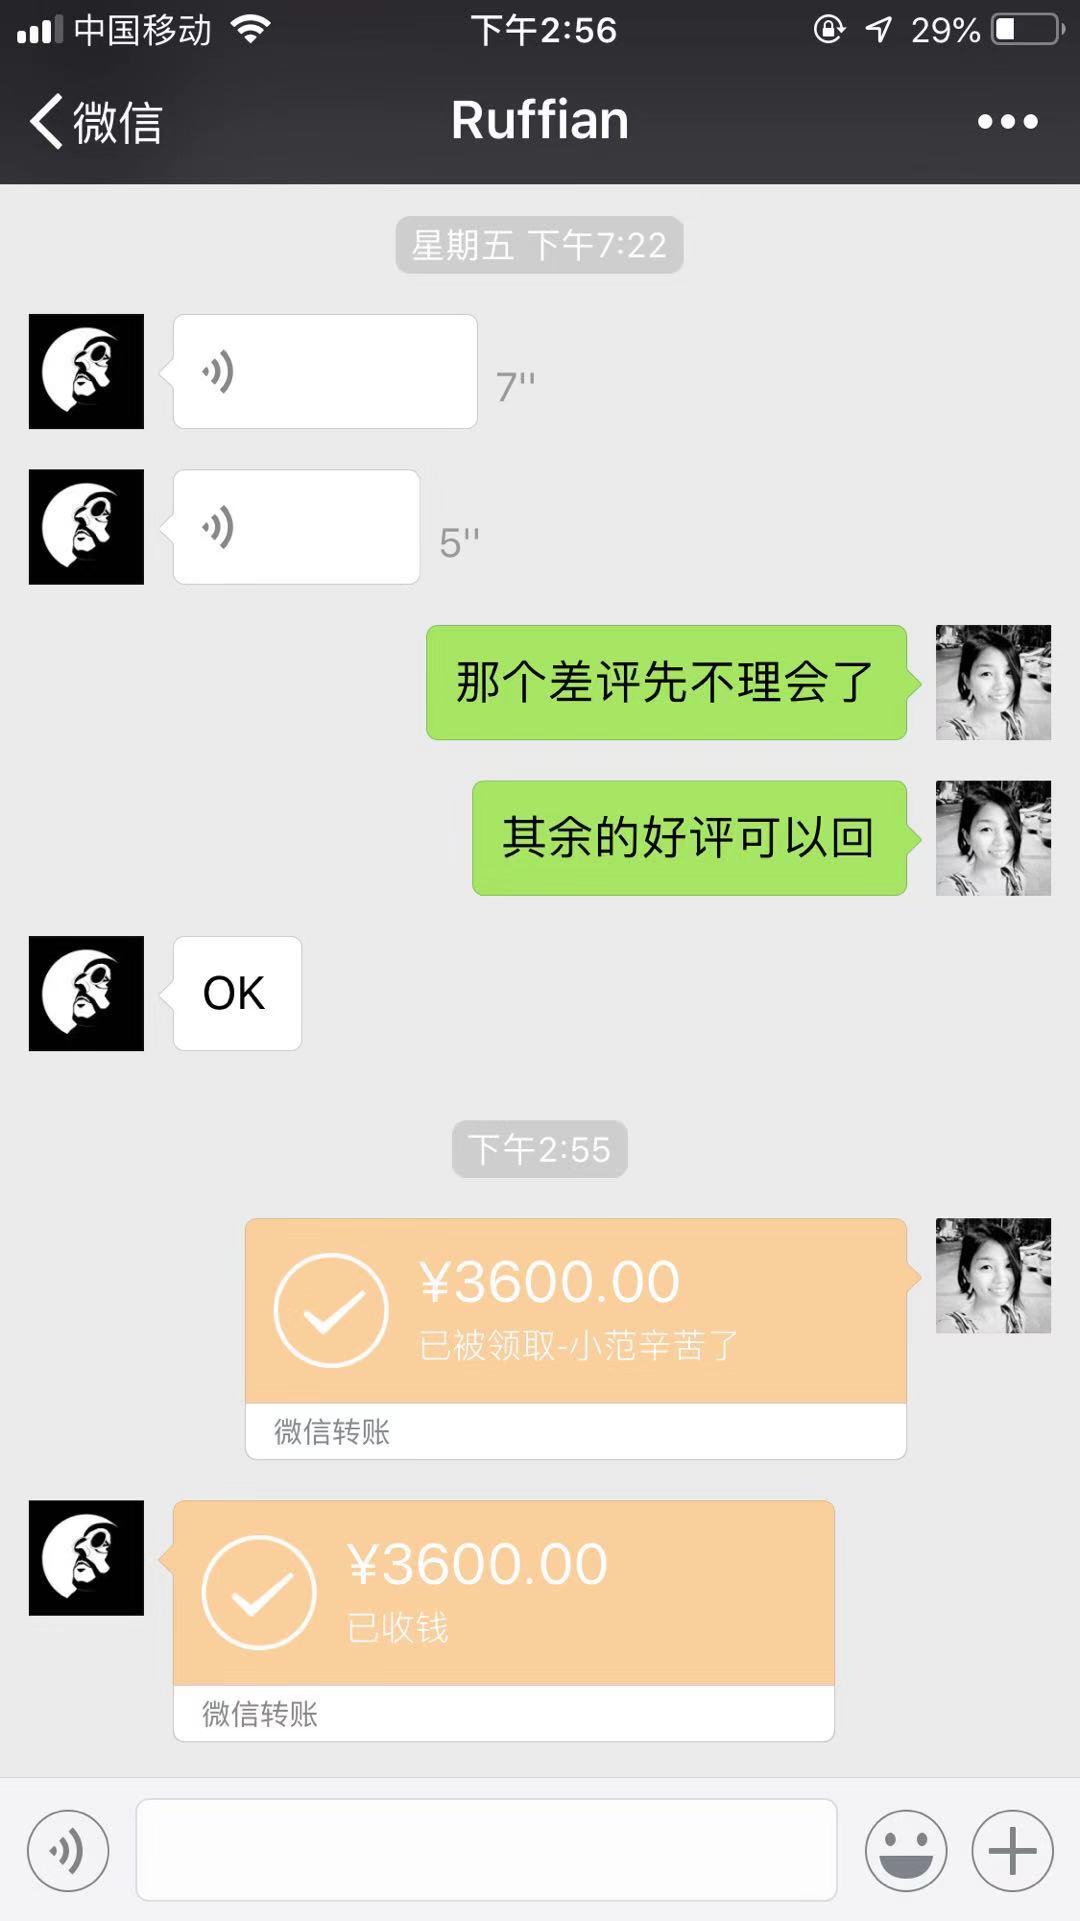 中国移动 下午2:56 29%
微信 Ruffian
星期五 下午7:22
7''
5''
那个差评先不理会了
其余的好评可以回
OK
下午2:55
¥3600.00
已被领取-小范辛苦了
微信转账
¥3600.00
已收钱
微信转账